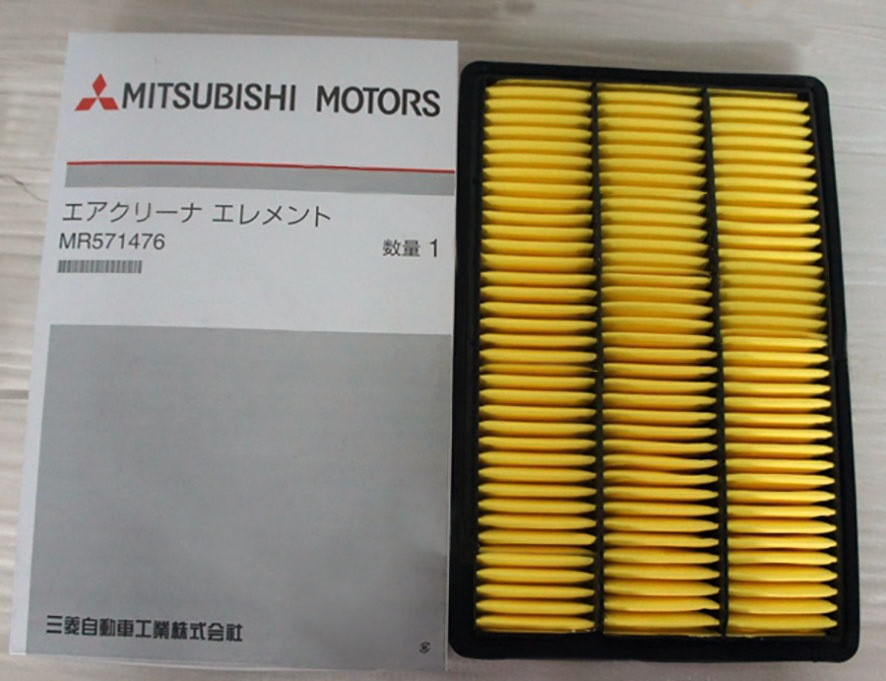 MITSUBISHI MOTORS
エアクリーナ エレメント
MR571476
数量 1
三菱自動車工業株式会社